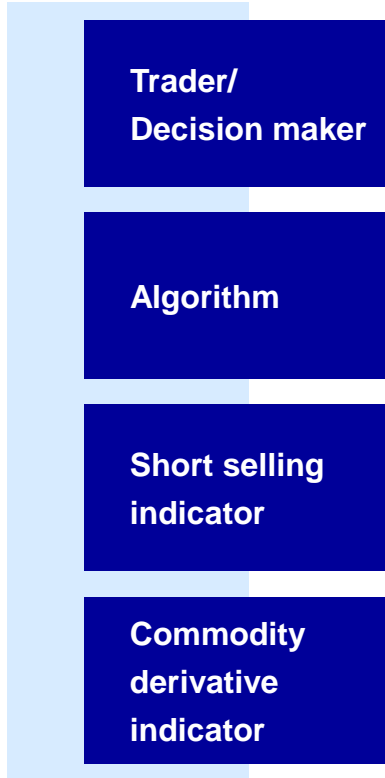 Trader/
Decision maker
Algorithm
Short selling
indicator
Commodity
derivative
indicator